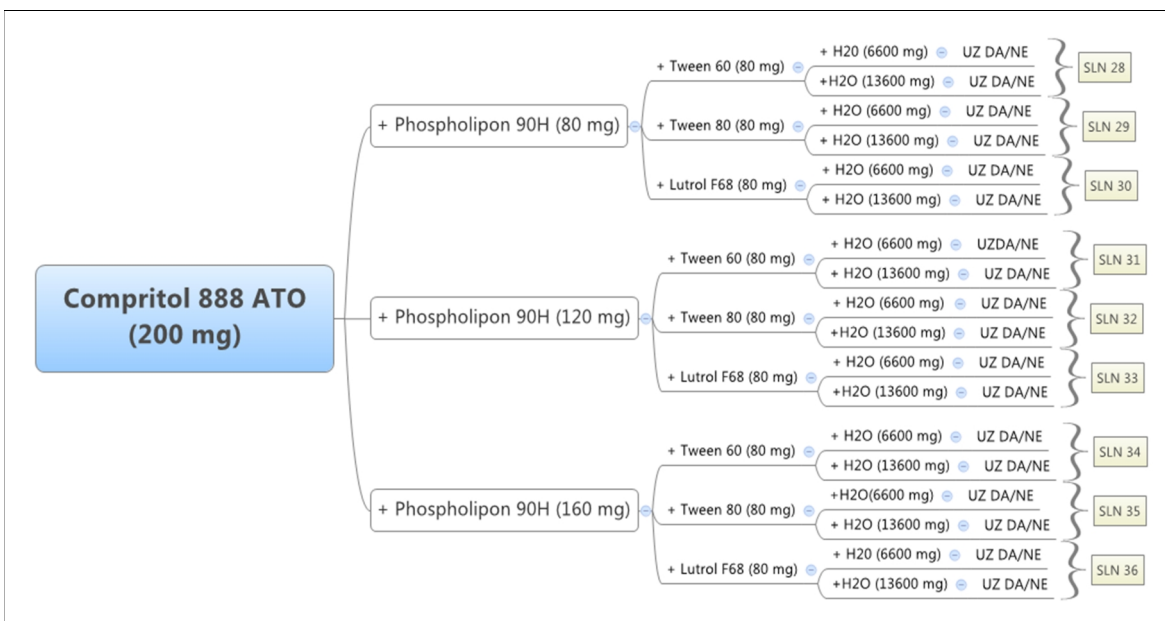 Compritol 888 ATO
(200 mg)
+ Phospholipon 90H (80 mg)
+ Tween 60 (80 mg)
+ H20 (6600 mg) UZ DA/NE
+H2O (13600 mg) UZ DA/NE
SLN 28
+ Tween 80 (80 mg)
+ H2O (6600 mg) UZ DA/NE
+ H2O (13600 mg) UZ DA/NE
SLN 29
+ Lutrol F68 (80 mg)
+ H2O (6600 mg) UZ DA/NE
+ H2O (13600 mg) UZ DA/NE
SLN 30
+ Phospholipon 90H (120 mg)
+ Tween 60 (80 mg)
+ H2O (6600 mg) UZDA/NE
+ H2O (13600 mg) UZ DA/NE
SLN 31
+ Tween 80 (80 mg)
+ H2O (6600 mg) UZ DA/NE
+H2O (13600 mg) UZ DA/NE
SLN 32
+ Lutrol F68 (80 mg)
+ H2O (6600 mg) UZ DA/NE
+H2O (13600 mg) UZ DA/NE
SLN 33
+ Phospholipon 90H (160 mg)
+ Tween 60 (80 mg)
+ H2O (6600 mg) UZ DA/NE
+ H2O (13600 mg) UZ DA/NE
SLN 34
+ Tween 80 (80 mg)
+H2O(6600 mg) UZ DA/NE
+ H2O (13600 mg) UZ DA/NE
SLN 35
+ Lutrol F68 (80 mg)
+ H20 (6600 mg) UZ DA/NE
+H2O (13600 mg) UZ DA/NE
SLN 36